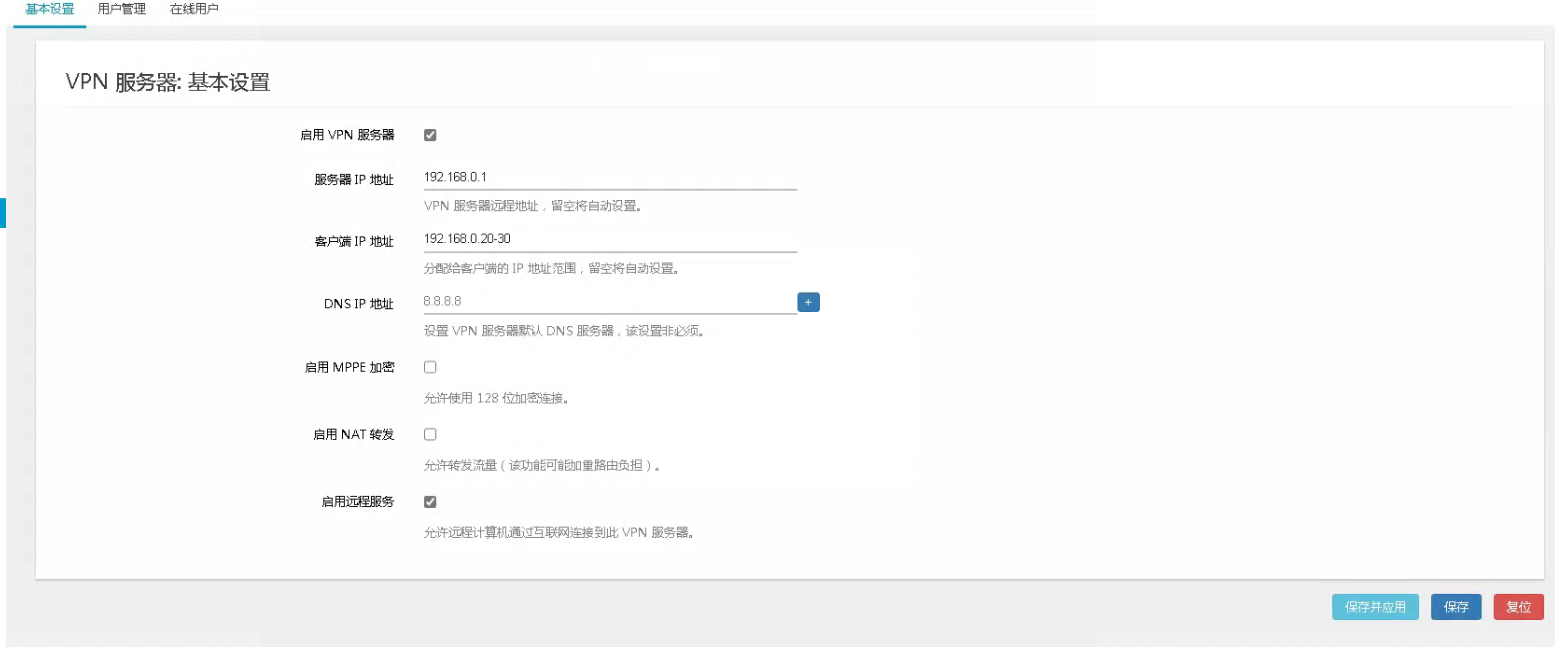 基本设置 用户管理 在线用户
VPN 服务器: 基本设置
启用 VPN 服务器
服务器 IP 地址 192.168.0.1
VPN 服务器远程地址，留空将自动设置。
客户端 IP 地址 192.168.0.20-30
分配给客户端的 IP 地址范围，留空将自动设置。
DNS IP 地址 8.8.8.8 +
设置 VPN 服务器默认 DNS 服务器，该设置非必须。
启用 MPPE 加密
允许使用 128 位加密连接。
启用 NAT 转发
允许转发流量（该功能可能加重路由负担）。
启用远程服务
允许远程计算机通过互联网连接到此 VPN 服务器。
保存并应用 保存 复位